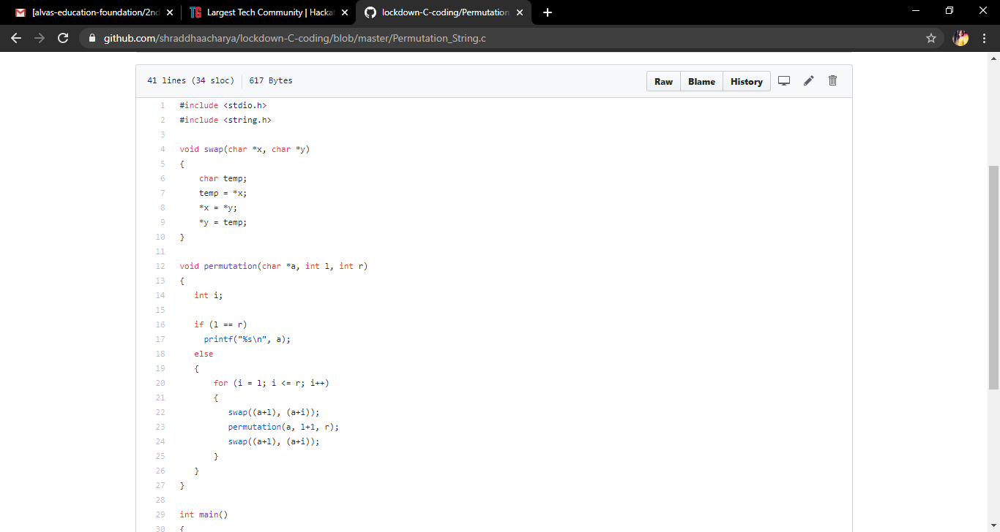 [alvas-education-foundation/2nd
Largest Tech Community | Hackat
lockdown-C-coding/Permutation_
github.com/shraddhaacharya/lockdown-C-coding/blob/master/Permutation_String.c
41 lines (34 sloc) 617 Bytes
Raw Blame History
1 #include <stdio.h>
2 #include <string.h>
3
4 void swap(char *x, char *y)
5 {
6 char temp;
7 temp = *x;
8 *x = *y;
9 *y = temp;
10 }
11
12 void permutation(char *a, int l, int r)
13 {
14 int i;
15
16 if (l == r)
17 printf("%s\n", a);
18 else
19 {
20 for (i = l; i <= r; i++)
21 {
22 swap((a+l), (a+i));
23 permutation(a, l+1, r);
24 swap((a+l), (a+i));
25 }
26 }
27 }
28
29 int main()
30 {